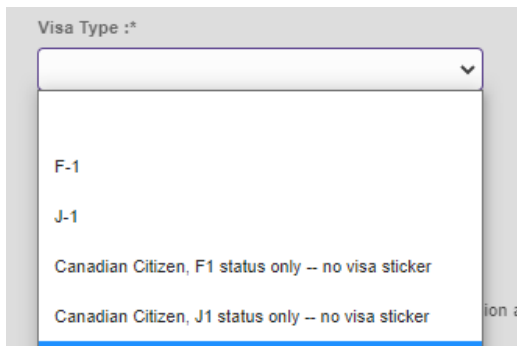 Visa Type :*
F-1
J-1
Canadian Citizen, F1 status only -- no visa sticker
Canadian Citizen, J1 status only -- no visa sticker
ion a